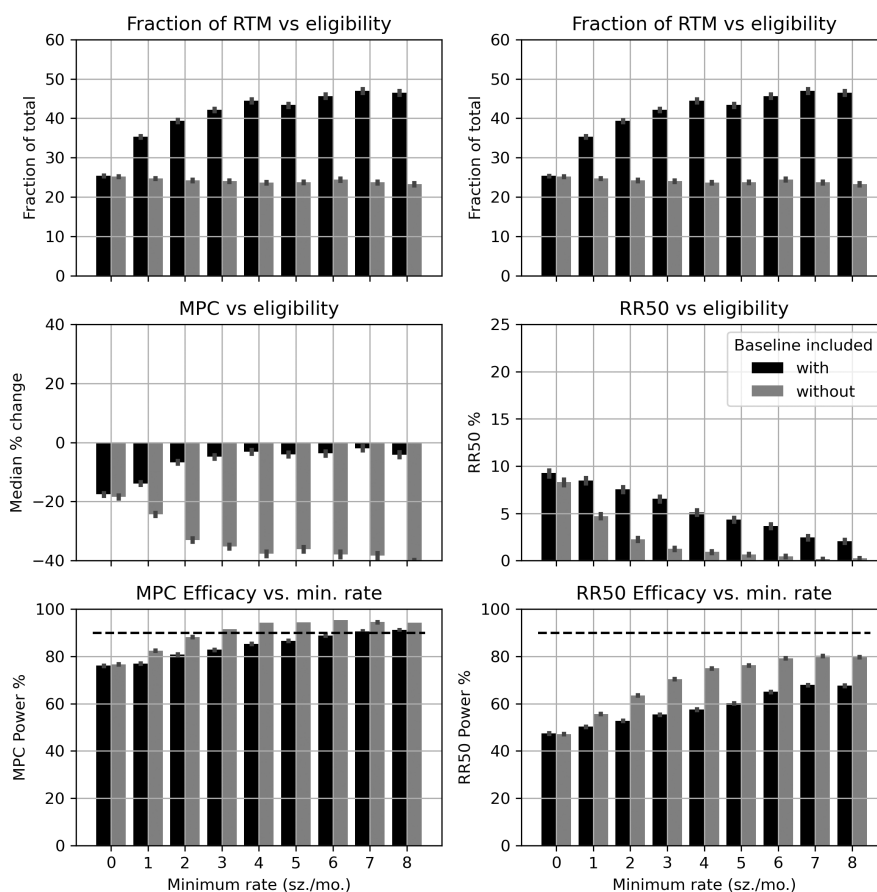 Fraction of RTM vs eligibility
60
50
40
30
20
10
0
Fraction of total
Fraction of RTM vs eligibility
60
50
40
30
20
10
0
Fraction of total
MPC vs eligibility
40
20
0
−20
−40
Median % change
RR50 vs eligibility
25
20
15
10
5
0
RR50 %
Baseline included
with
without
MPC Efficacy vs. min. rate
100
80
60
40
20
0
MPC Power %
0 1 2 3 4 5 6 7 8
Minimum rate (sz./mo.)
RR50 Efficacy vs. min. rate
100
80
60
40
20
0
RR50 Power %
0 1 2 3 4 5 6 7 8
Minimum rate (sz./mo.)